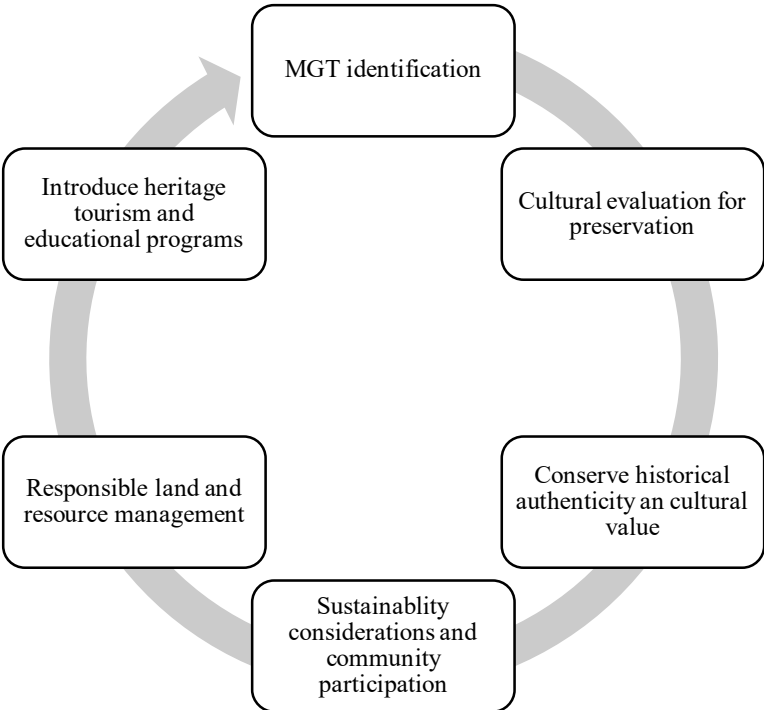 MGT identification
Cultural evaluation for
preservation
Conserve historical
authenticity an cultural
value
Sustainablity
considerations and
community
participation
Responsible land and
resource management
Introduce heritage
tourism and
educational programs